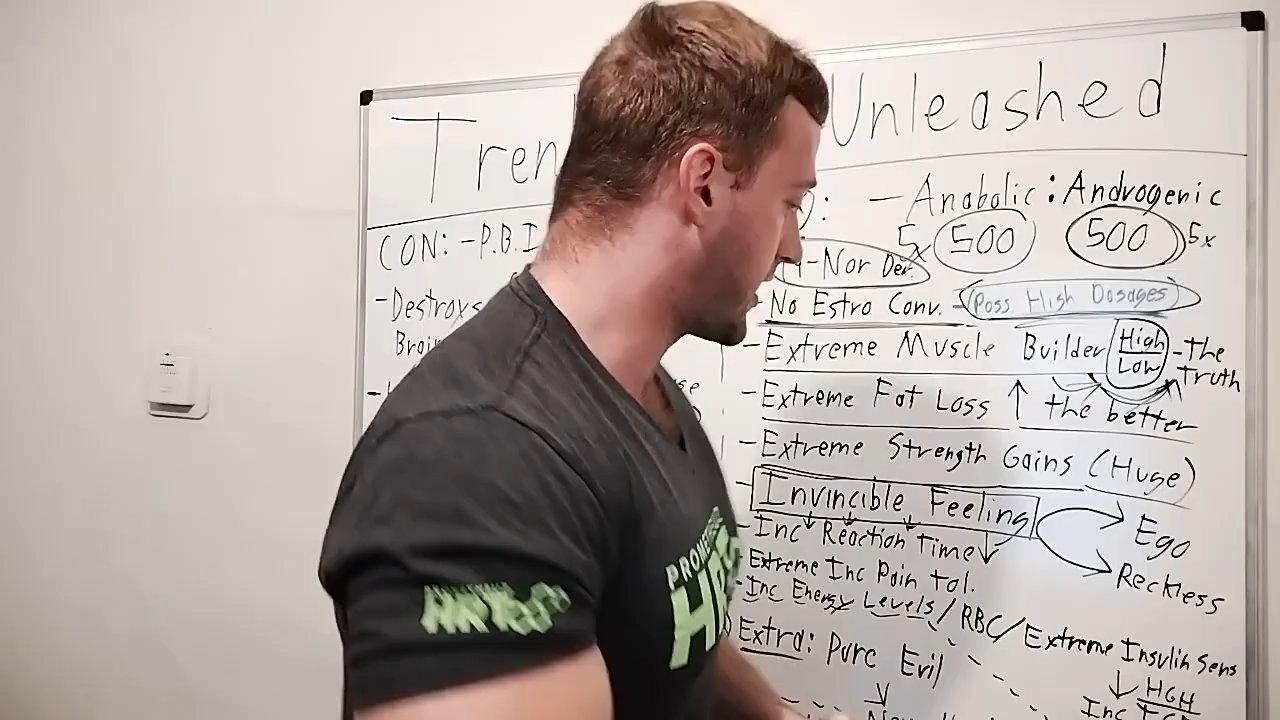 Tren Unleashed
CON: -P.B.I
- Destroys
Brain
: - Anabolic : Androgenic
5x 500 500 5x
-Nor Der.
- No Estro Conv. - Poss. High Dosages
- Extreme Muscle Builder High Low - The Truth
- Extreme Fat Loss ↑ the better
- Extreme Strength Gains (Huge)
- Invincible Feeling
Ego
Reckless
- Inc Reaction Time ↓
- Extreme Inc Pain tol.
- Inc Energy Levels / RBC / Extreme Insulin Sens
Extra: Pure Evil
↓ HGH
Inc
HRT
PROM
HR